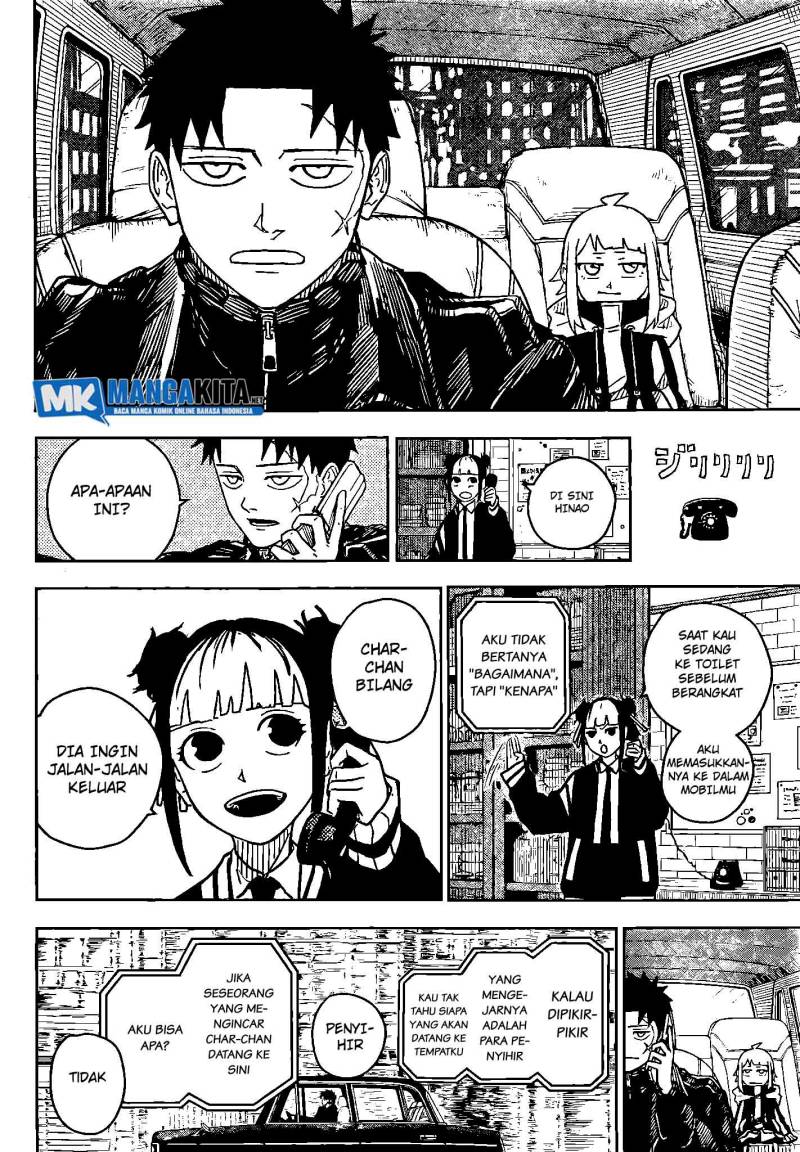 MK MANGAKITA.NET
BACA MANGA KOMIK ONLINE BAHASA INDONESIA
ジリリリリ
DI SINI
HINAO
APA-APAAN
INI?
SAAT KAU
SEDANG
KE TOILET
SEBELUM
BERANGKAT
AKU
MEMASUKKAN-
NYA KE DALAM
MOBILMU
AKU TIDAK
BERTANYA
"BAGAIMANA",
TAPI "KENAPA"
CHAR-
CHAN
BILANG
DIA INGIN
JALAN-JALAN
KELUAR
KALAU
DIPIKIR-
PIKIR
YANG
MENGE-
JARNYA
ADALAH
PARA PE-
NYIHIR
KAU TAK
TAHU SIAPA
YANG AKAN
DATANG KE
TEMPATKU
PENYI-
HIR
JIKA
SESEORANG
YANG ME-
NGINCAR
CHAR-CHAN
DATANG KE
SINI
AKU BISA
APA?
TIDAK